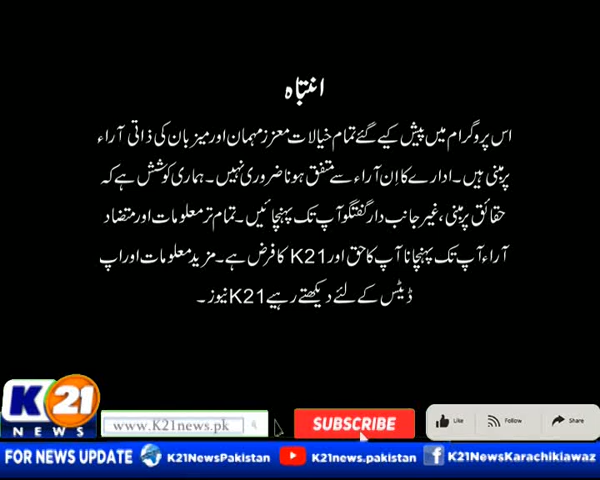 انتباہ
اس پروگرام میں پیش کیے گئے تمام خیالات معزز مہمان اور میزبان کی ذاتی آراء
پر مبنی ہیں۔ ادارے کا اِن آراء سے متفق ہونا ضروری نہیں۔ ہماری کوشش ہے کہ
حقائق پر مبنی، غیر جانب دار گفتگو آپ تک پہنچائیں۔ تمام تر معلومات اور متضاد
آراء آپ تک پہنچانا آپ کا حق اور K21 کا فرض ہے۔ مزید معلومات اور اپ
ڈیٹس کے لئے دیکھتے رہیے K21 نیوز۔
K21
NEWS
www.K21news.pk
SUBSCRIBE
Like
Follow
Share
FOR NEWS UPDATE
K21NewsPakistan
K21news.pakistan
K21NewsKarachikiawaz